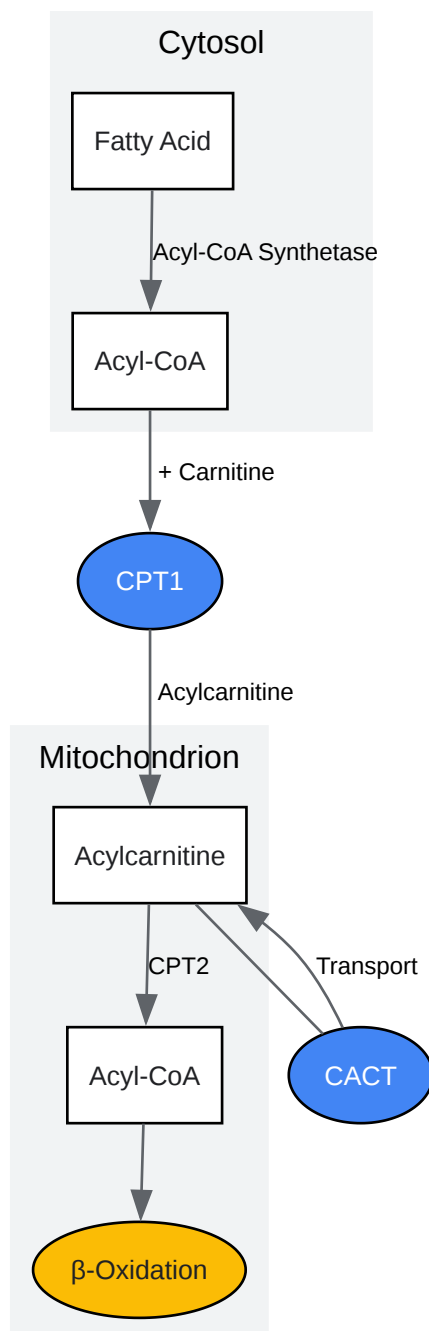 Cytosol
Fatty Acid
Acyl-CoA Synthetase
Acyl-CoA
+ Carnitine
CPT1
Acylcarnitine
Mitochondrion
Acylcarnitine
CPT2
Transport
Acyl-CoA
CACT
β-Oxidation